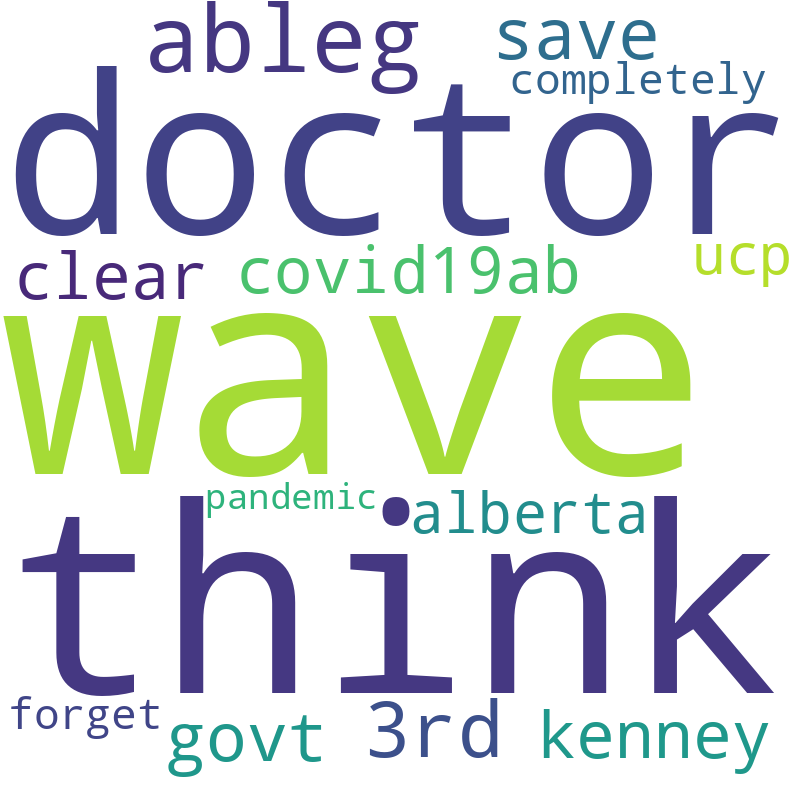 ableg save
completely
doctor
clear covid19ab ucp
wave
pandemic alberta
think
forget govt 3rd kenney